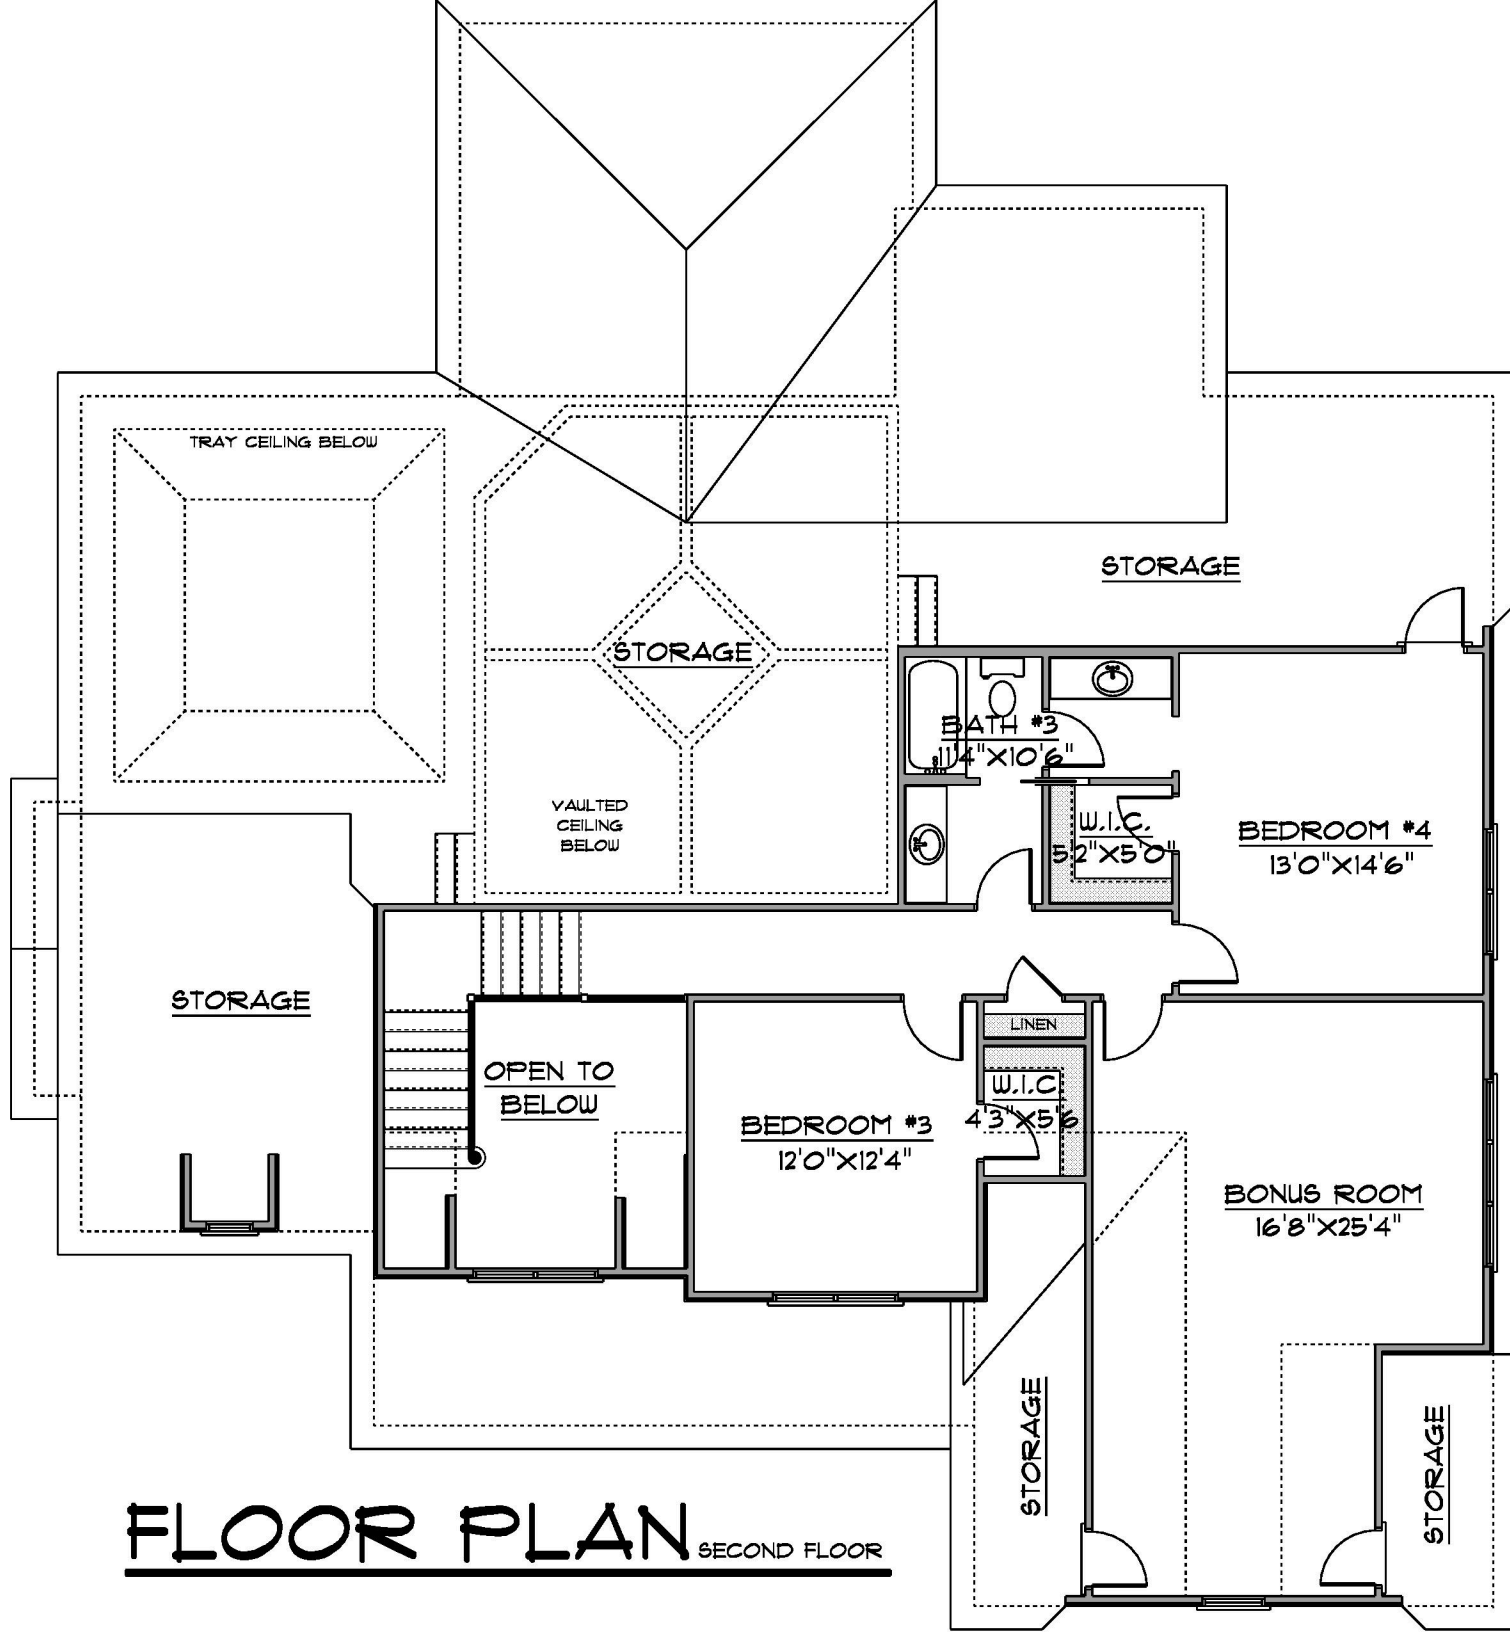 TRAY CEILING BELOW
STORAGE
STORAGE
BATH #3
11'4"X10'6"
VAULTED
CEILING
BELOW
W.I.C.
5'2"X5'0"
BEDROOM #4
13'0"X14'6"
STORAGE
LINEN
OPEN TO
BELOW
W.I.C.
4'3"X5'6
BEDROOM #3
12'0"X12'4"
BONUS ROOM
16'8"X25'4"
STORAGE
STORAGE
FLOOR PLAN SECOND FLOOR